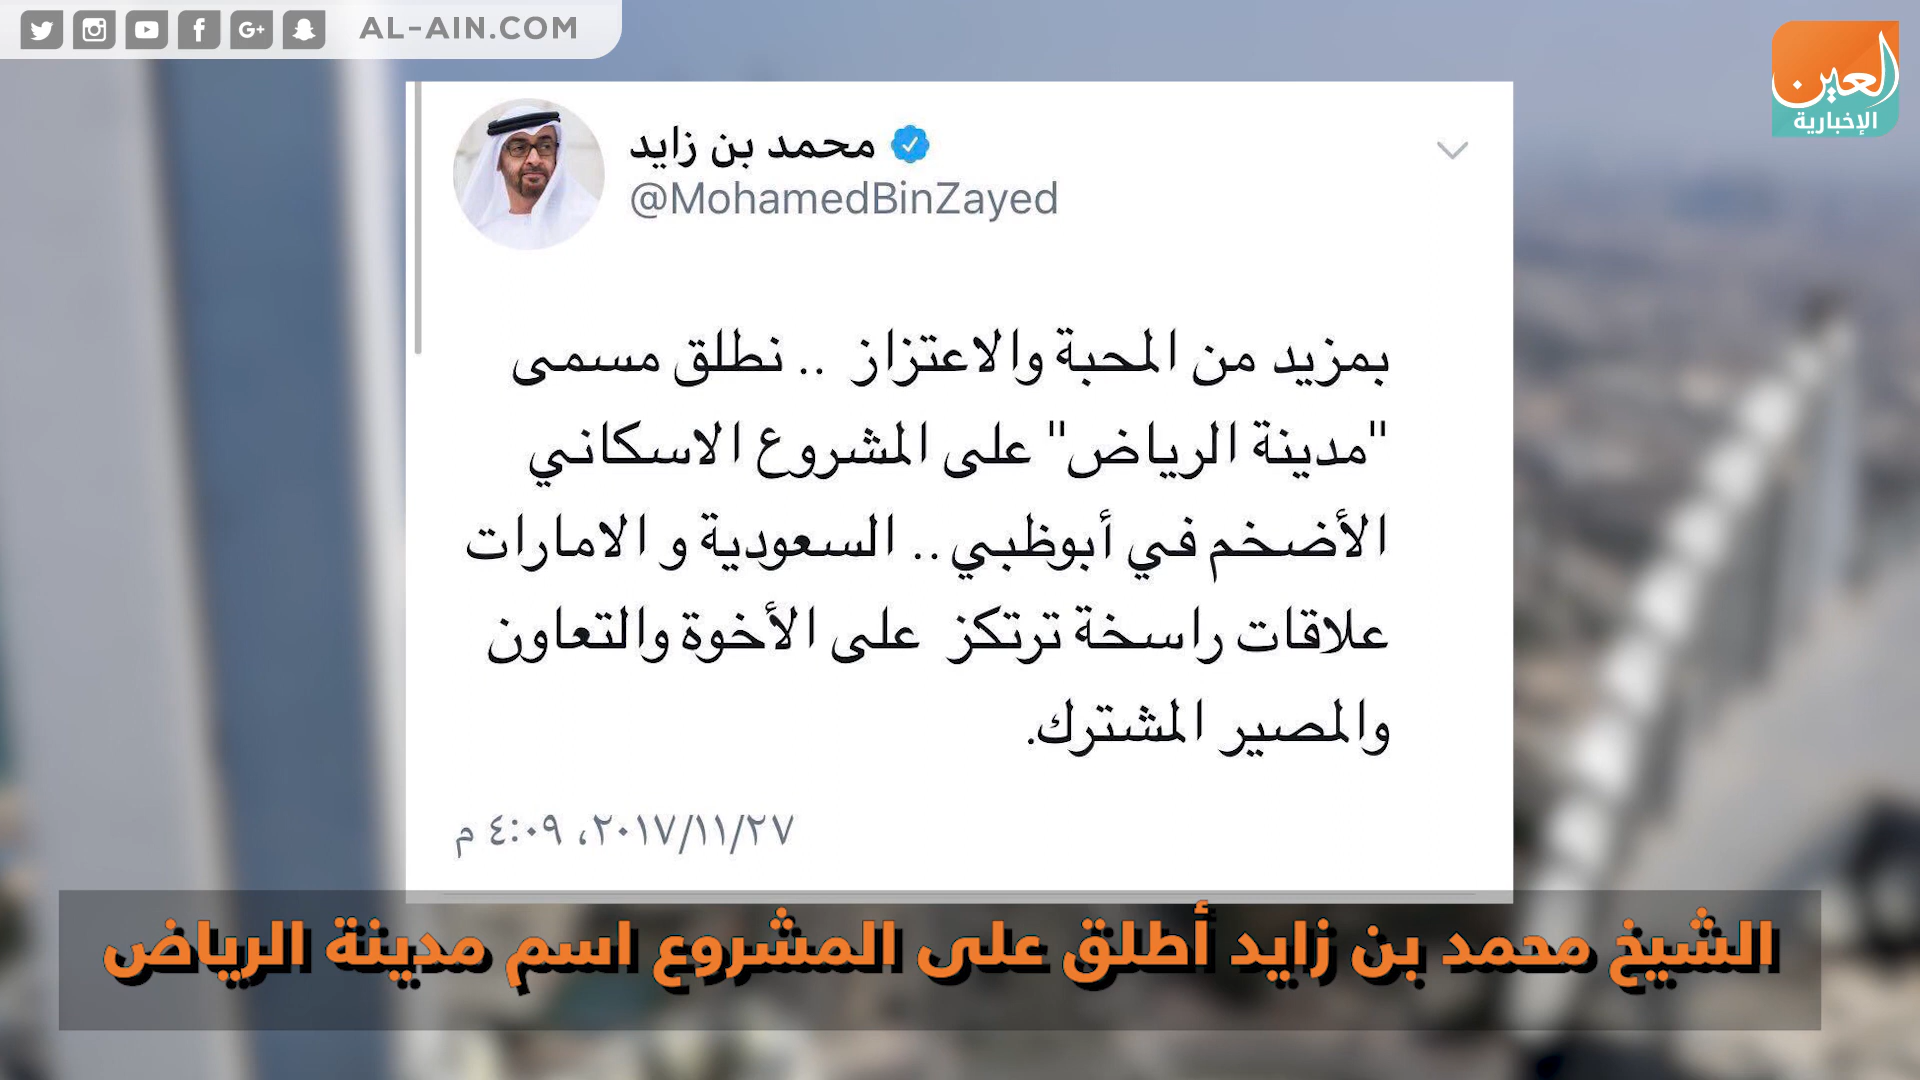 AL-AIN.COM
العين
الإخبارية
محمد بن زايد
@MohamedBinZayed
بمزيد من المحبة والاعتزاز .. نطلق مسمى
"مدينة الرياض" على المشروع الاسكاني
الأضخم في أبوظبي .. السعودية و الامارات
علاقات راسخة ترتكز على الأخوة والتعاون
والمصير المشترك.
٢٠١٧/١١/٢٧، ٤:٠٩ م
الشيخ محمد بن زايد أطلق على المشروع اسم مدينة الرياض